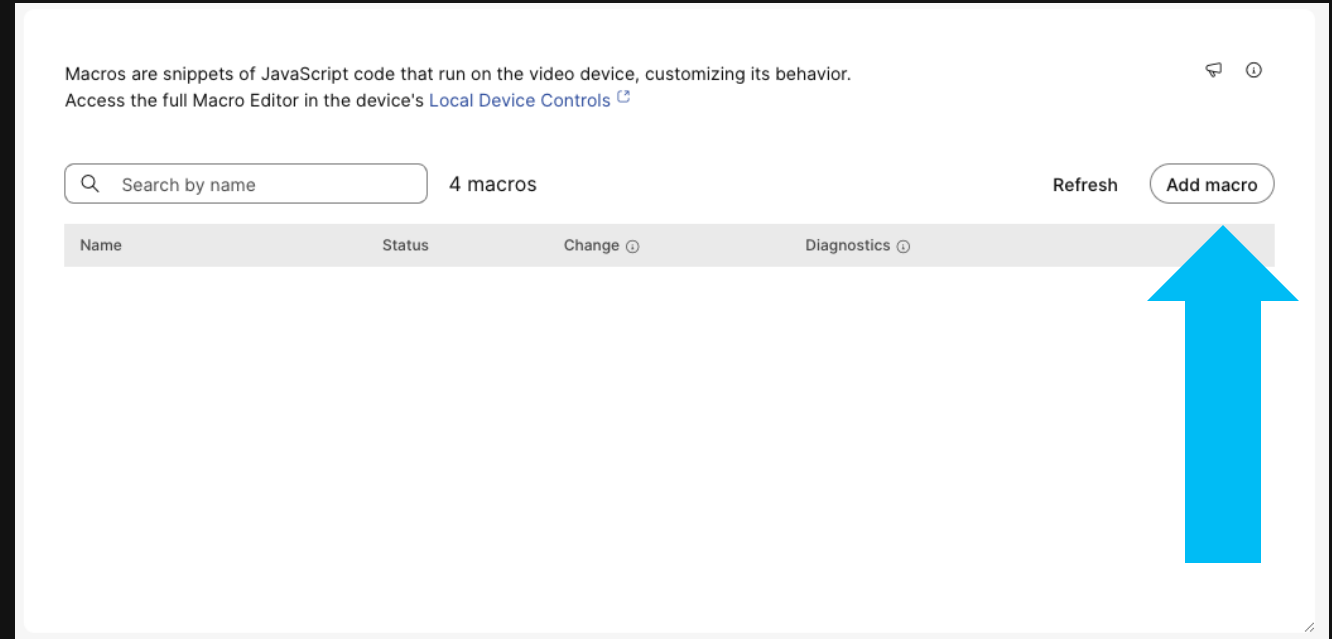 Macros are snippets of JavaScript code that run on the video device, customizing its behavior.
Access the full Macro Editor in the device's Local Device Controls
Search by name
4 macros
Refresh
Add macro
Name
Status
Change
Diagnostics